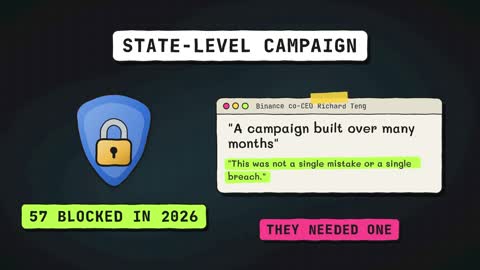 STATE-LEVEL CAMPAIGN
Binance co-CEO Richard Teng
"A campaign built over many
months"
"This was not a single mistake or a single
breach."
57 BLOCKED IN 2026
THEY NEEDED ONE